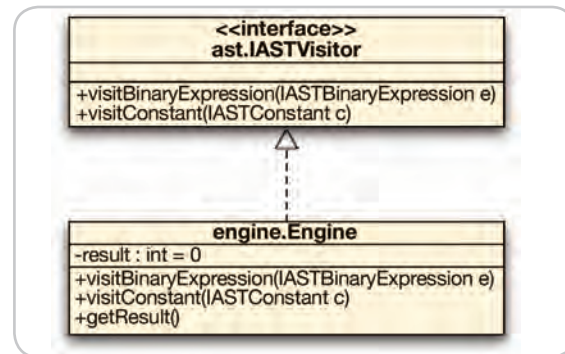 <<interface>>
ast.IASTVisitor
+visitBinaryExpression(IASTBinaryExpression e)
+visitConstant(IASTConstant c)
engine.Engine
-result : int = 0
+visitBinaryExpression(IASTBinaryExpression e)
+visitConstant(IASTConstant c)
+getResult()